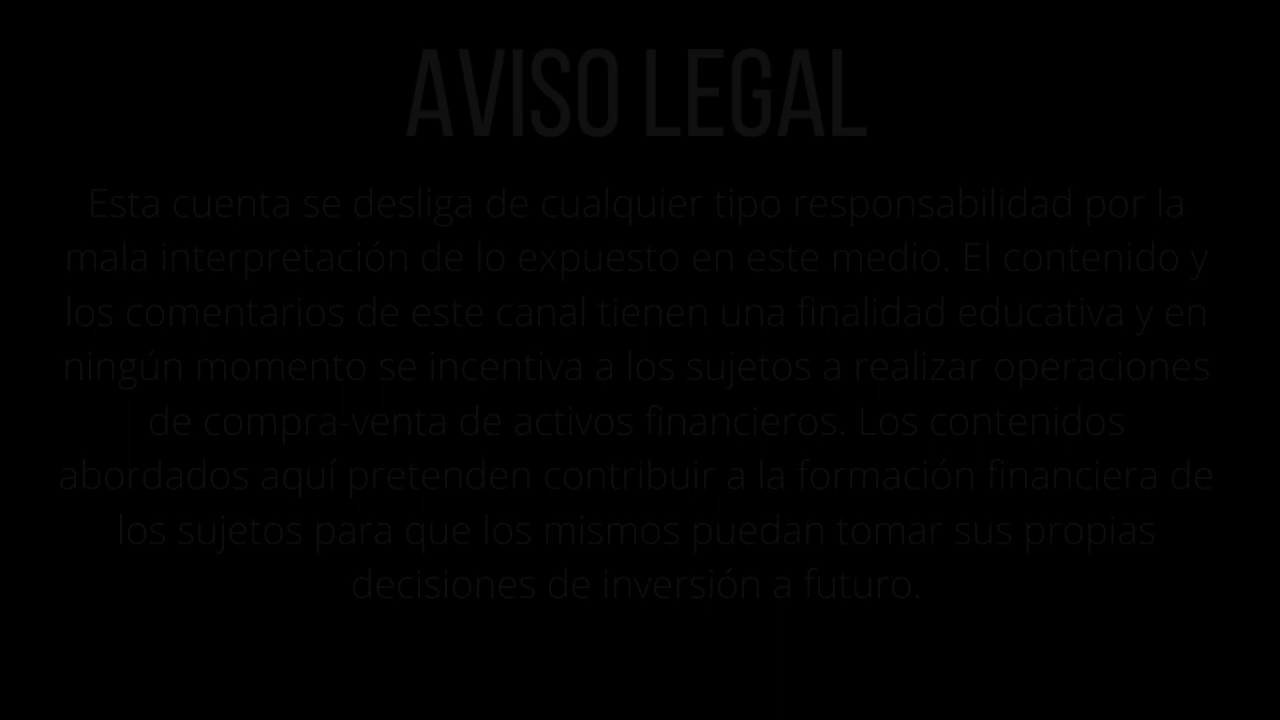 AVISO LEGAL
Esta cuenta se desliga de cualquier tipo responsabilidad por la
mala interpretación de lo expuesto en este medio. El contenido y
los comentarios de este canal tienen una finalidad educativa y en
ningún momento se incentiva a los sujetos a realizar operaciones
de compra-venta de activos financieros. Los contenidos
abordados aquí pretenden contribuir a la formación financiera de
los sujetos para que los mismos puedan tomar sus propias
decisiones de inversión a futuro.